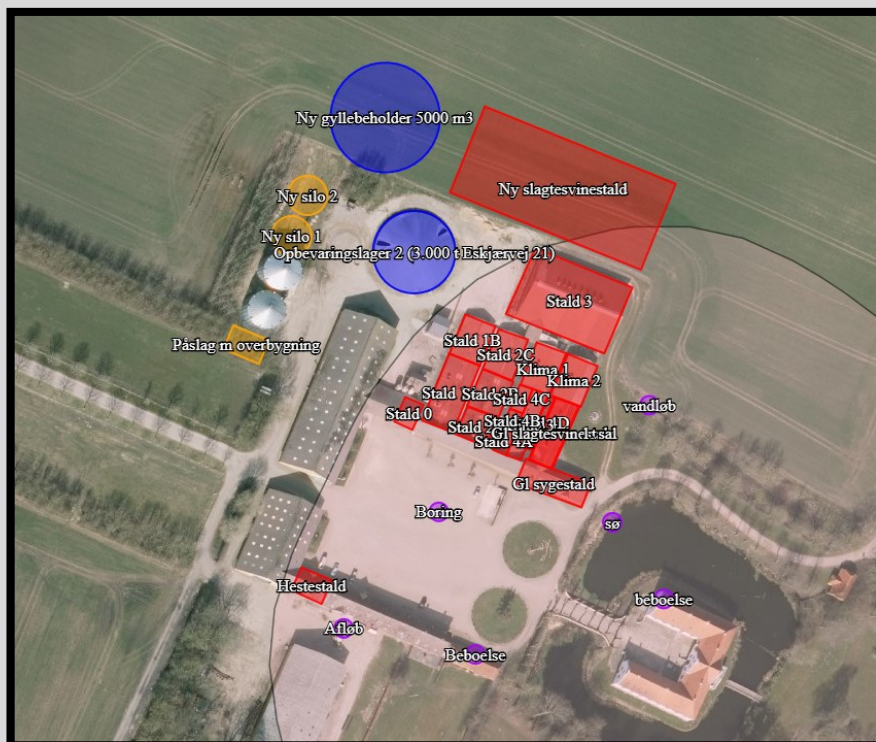 Ny gyllebeholder 5000 m3
Ny slagtesvinestald
Ny silo 2
Ny silo 1
Opbevaringslager 2 (3.000 t Eskjærvej 21)
Stald 3
Stald 1B
Påslag m overbygning
Stald 2C
Klima 1
Klima 2
Stald
Stald 4C
vandløb
Stald 0
Stald 4B
Stald
Stald 4A
Gl slagtesvinestald
Gl sygestald
Boring
sø
Hestestald
beboelse
Afløb
Beboelse